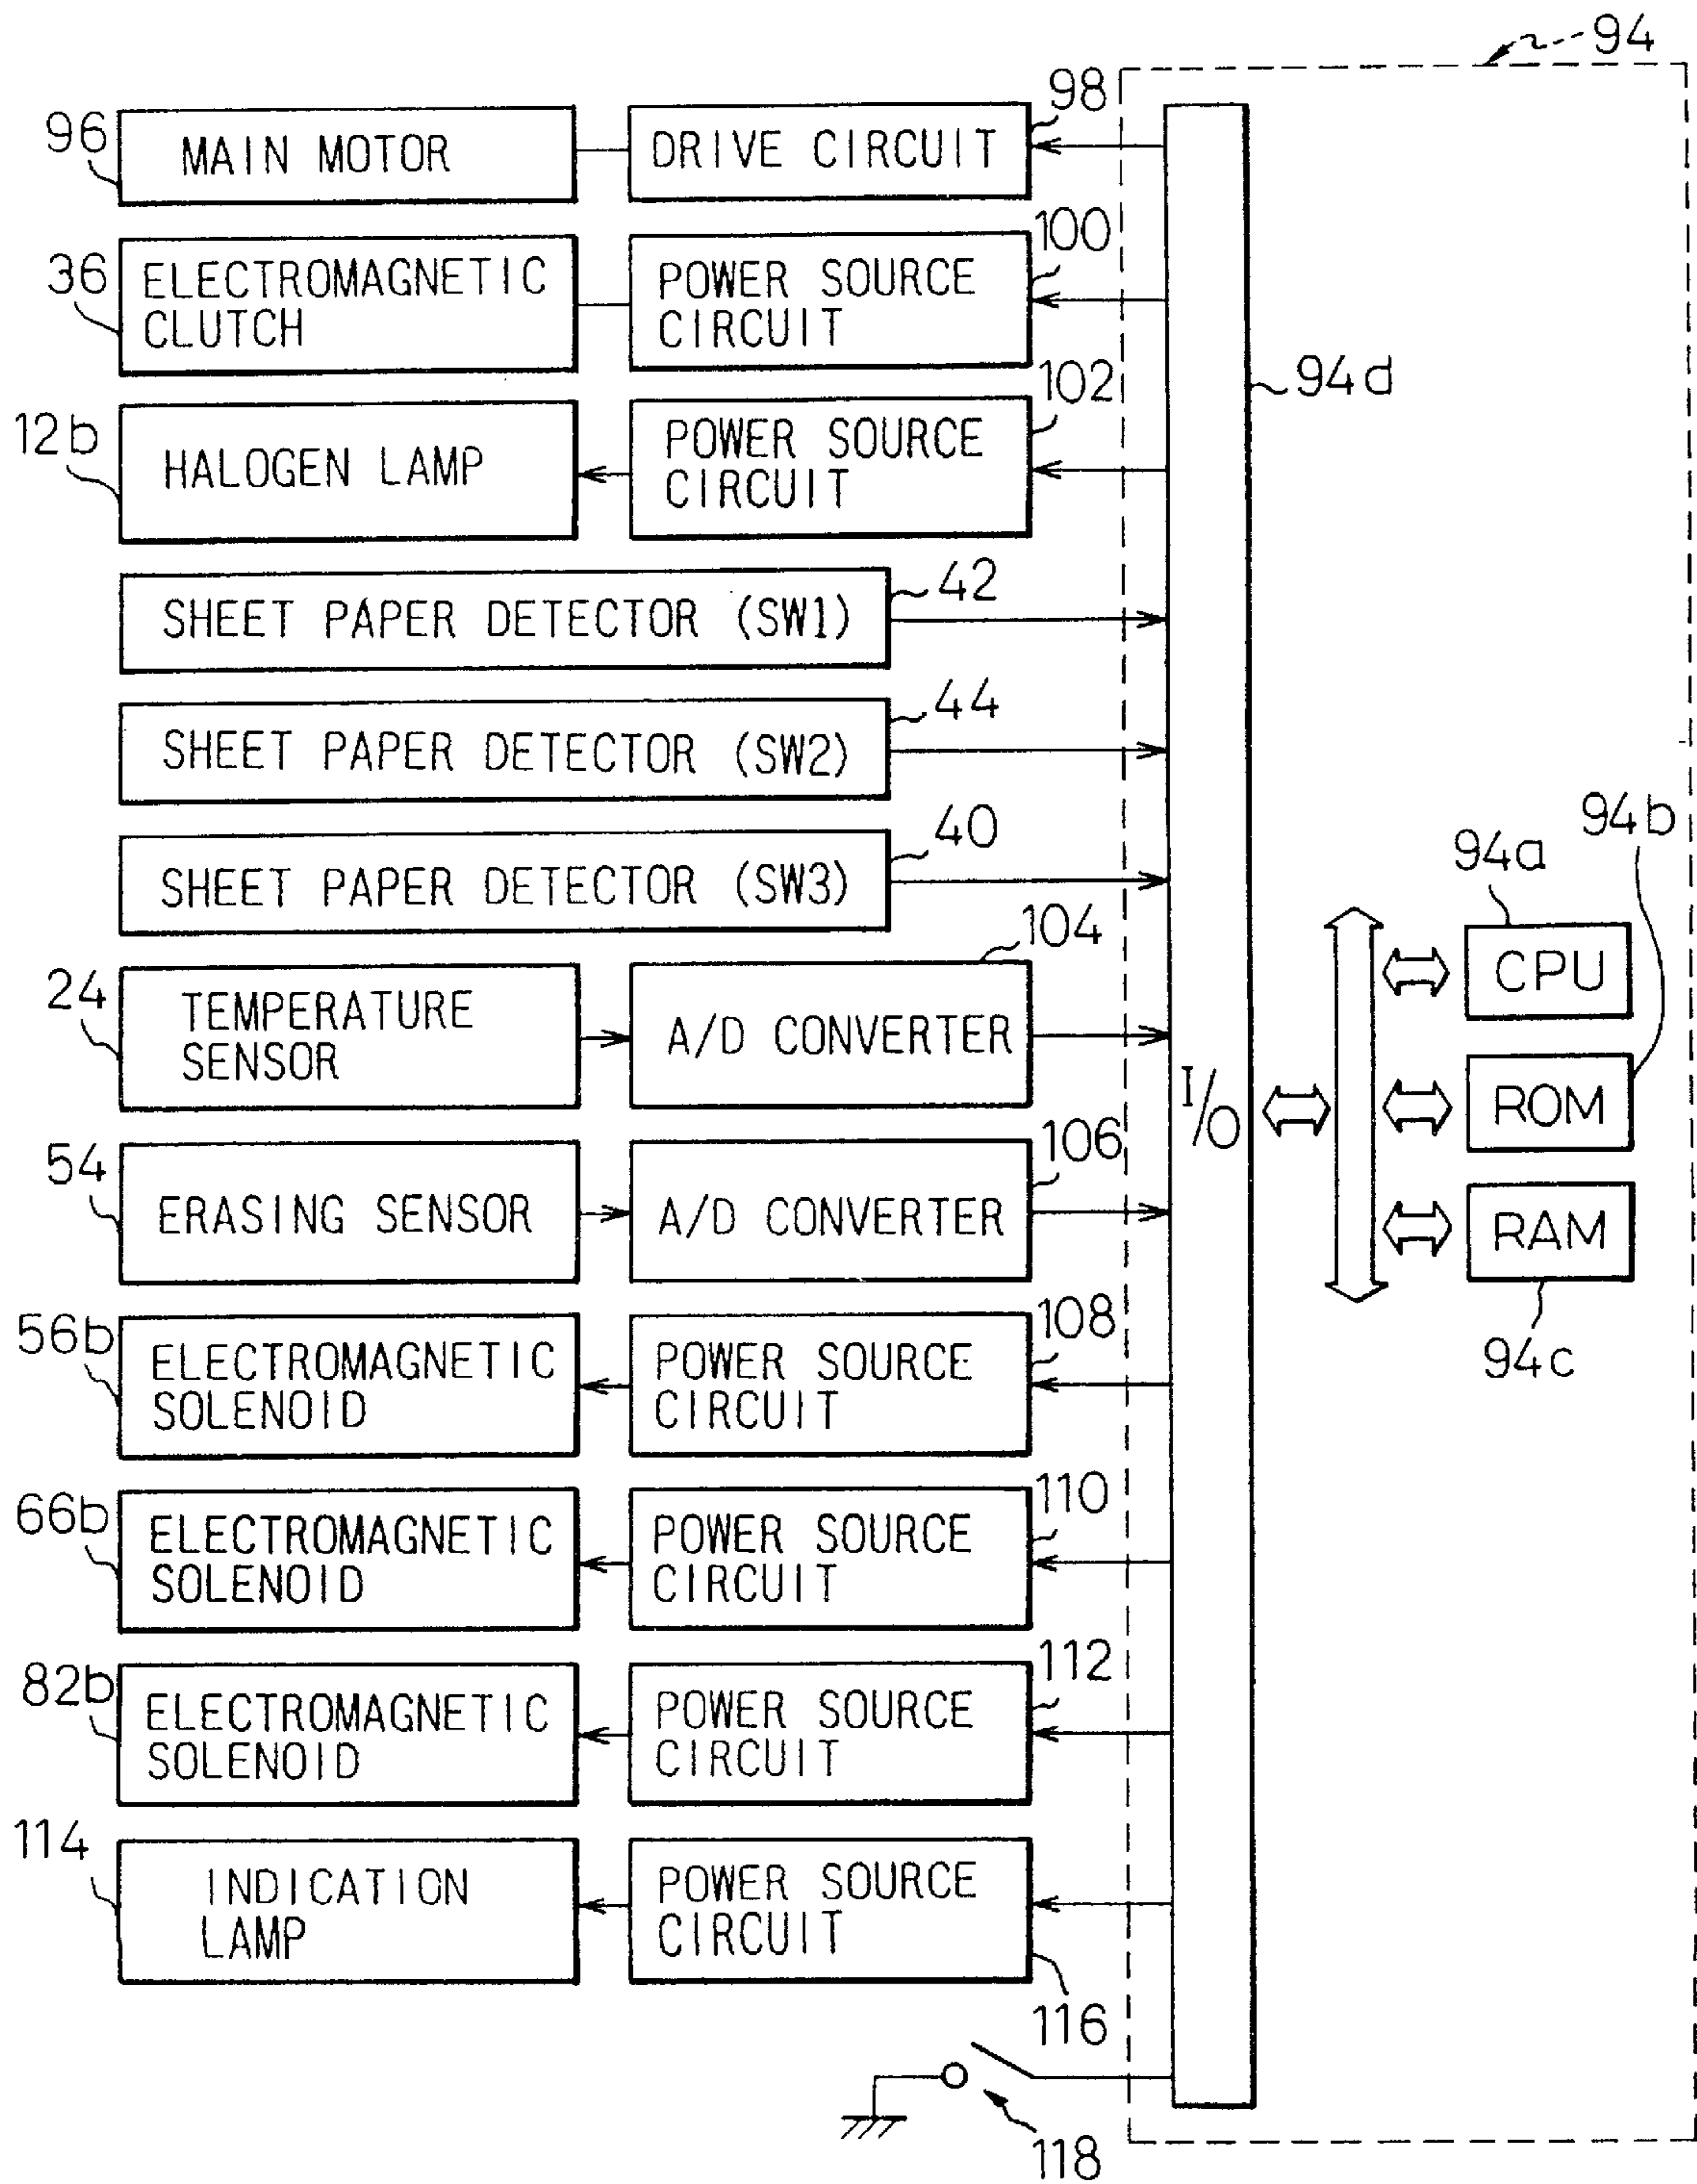 94
96
MAIN MOTOR
DRIVE CIRCUIT
98
36
ELECTROMAGNETIC
CLUTCH
POWER SOURCE
CIRCUIT
100
94d
12b
HALOGEN LAMP
POWER SOURCE
CIRCUIT
102
SHEET PAPER DETECTOR (SW1)
42
SHEET PAPER DETECTOR (SW2)
44
SHEET PAPER DETECTOR (SW3)
40
94a
94b
CPU
24
TEMPERATURE
SENSOR
A/D CONVERTER
104
I/O
ROM
54
ERASING SENSOR
A/D CONVERTER
106
RAM
94c
56b
ELECTROMAGNETIC
SOLENOID
POWER SOURCE
CIRCUIT
108
66b
ELECTROMAGNETIC
SOLENOID
POWER SOURCE
CIRCUIT
110
82b
ELECTROMAGNETIC
SOLENOID
POWER SOURCE
CIRCUIT
112
114
INDICATION
LAMP
POWER SOURCE
CIRCUIT
116
118